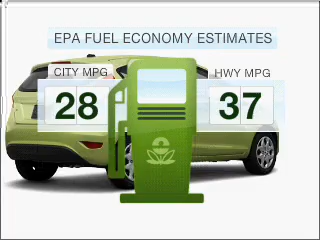 EPA FUEL ECONOMY ESTIMATES
CITY MPG
HWY MPG
28
37